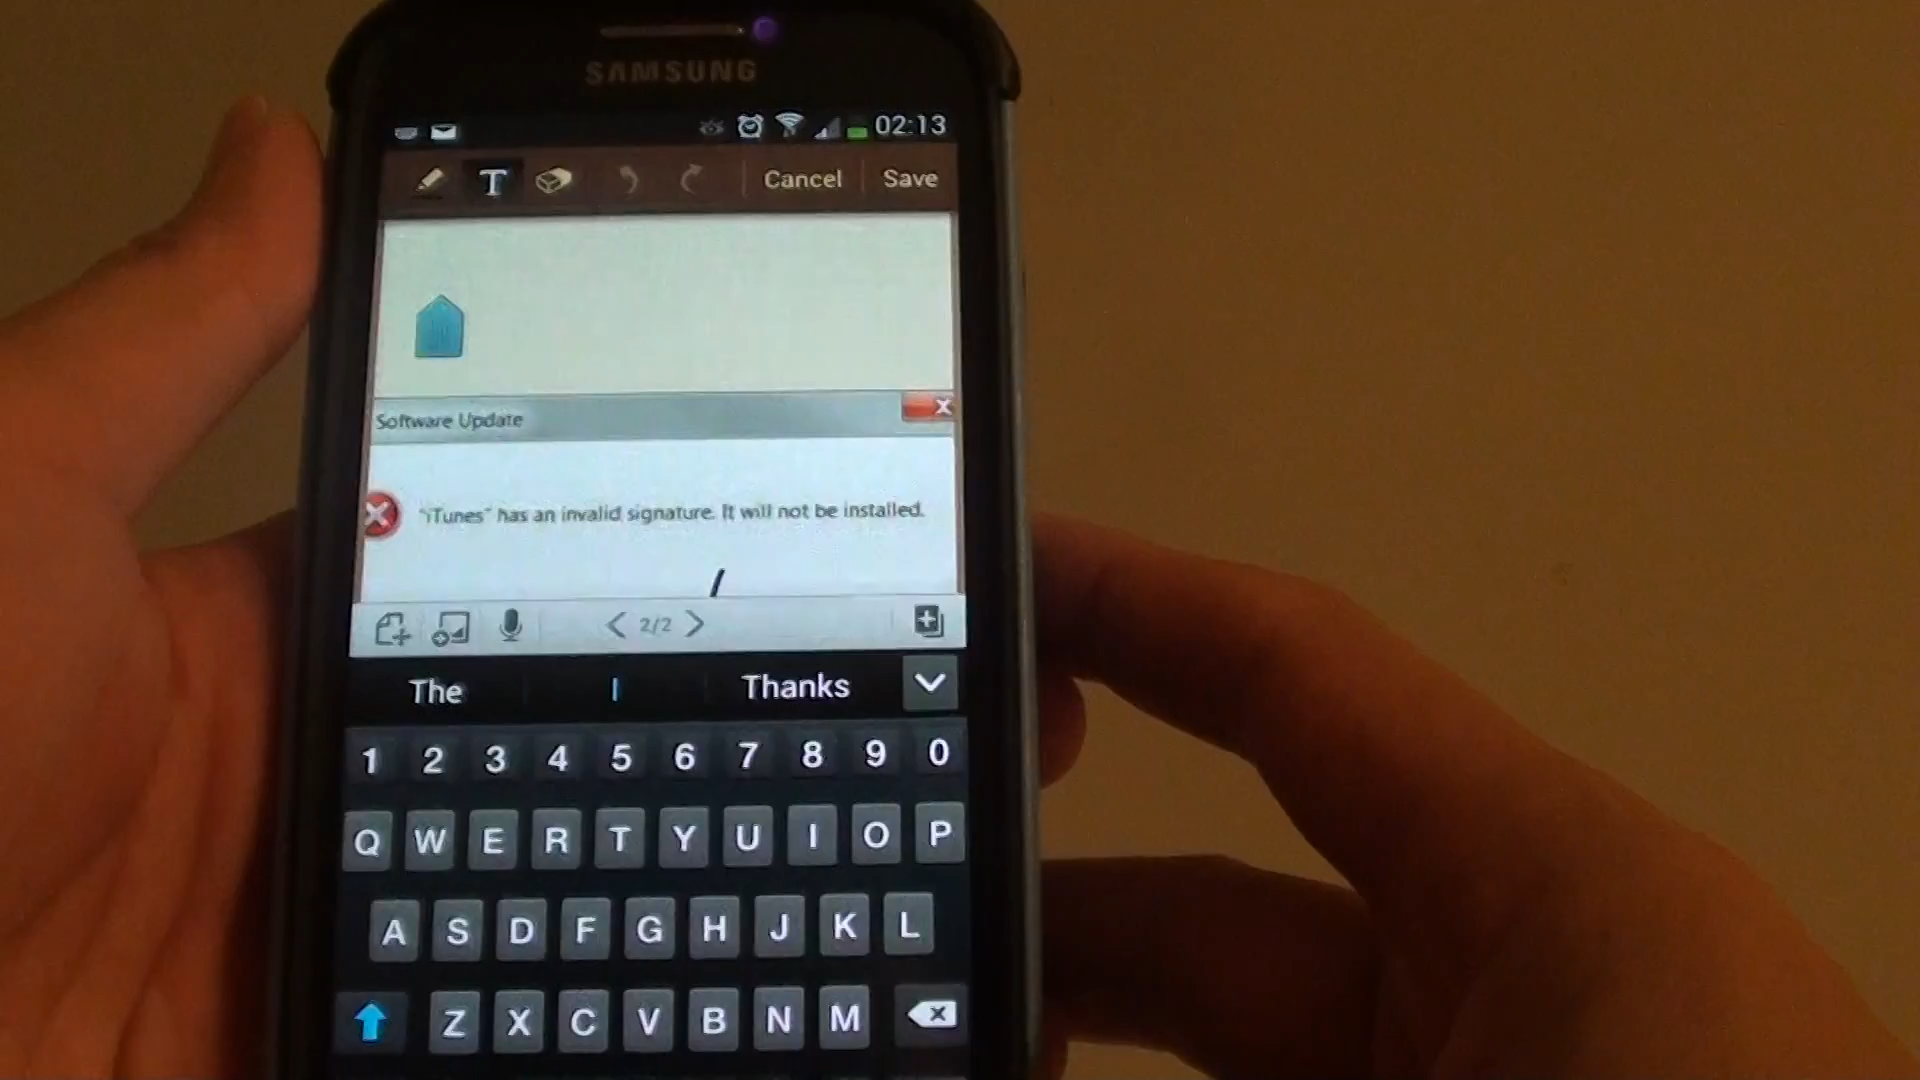 SAMSUNG
02:13
T Cancel Save
Software Update
"iTunes" has an invalid signature. It will not be installed.
2/2
The I Thanks
1 2 3 4 5 6 7 8 9 0
Q W E R T Y U I O P
A S D F G H J K L
Z X C V B N M